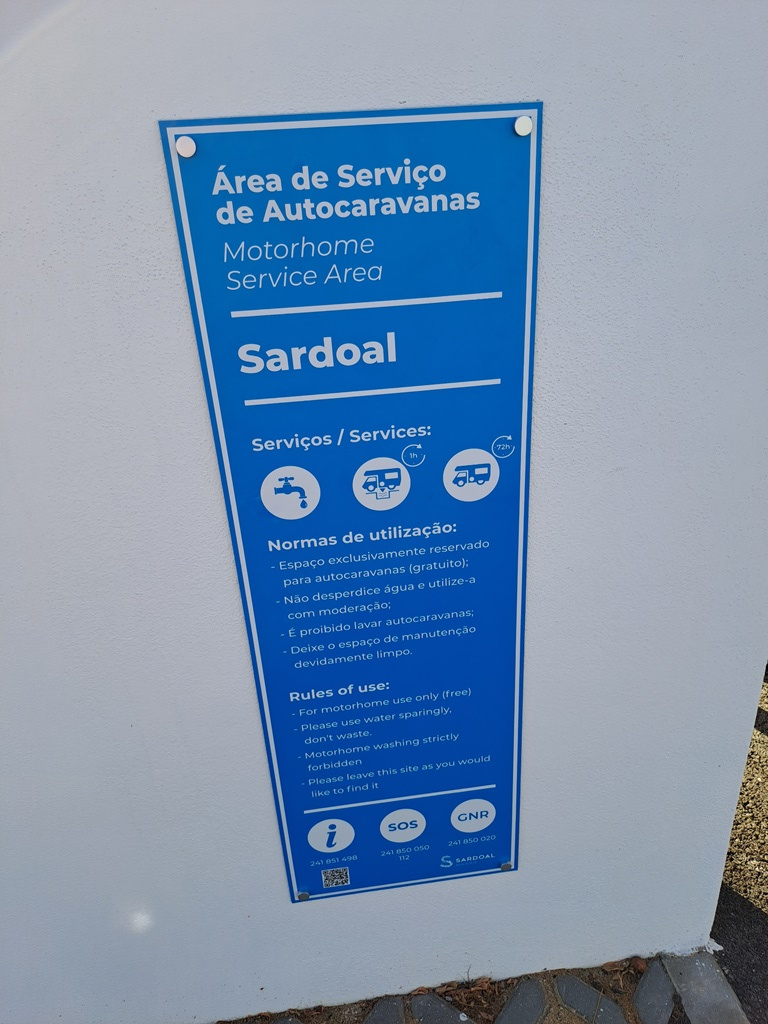 Área de Serviço
de Autocaravanas
Motorhome
Service Area
Sardoal
Serviços / Services:
1h
72h
Normas de utilização:
- Espaço exclusivamente reservado
para autocaravanas (gratuito);
- Não desperdice água e utilize-a
com moderação;
- É proibido lavar autocaravanas;
- Deixe o espaço de manutenção
devidamente limpo.
Rules of use:
- For motorhome use only (free)
- Please use water sparingly,
don't waste.
- Motorhome washing strictly
forbidden
- Please leave this site as you would
like to find it
i SOS GNR
241 851 498 241 850 050 241 850 020
112
S SARDOAL